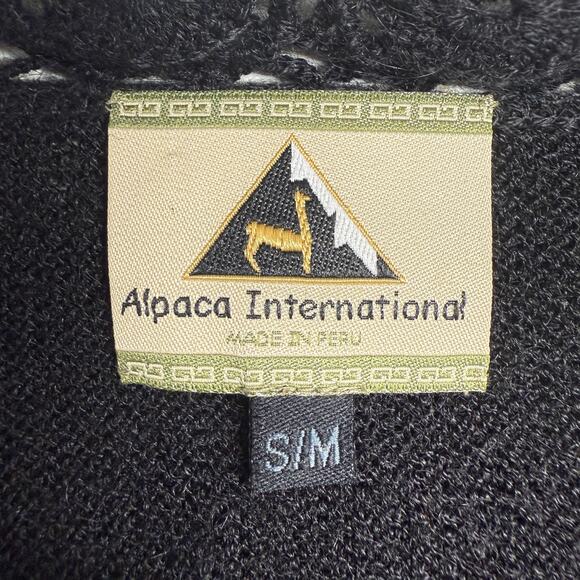 Alpaca International
MADE IN PERU
S/M